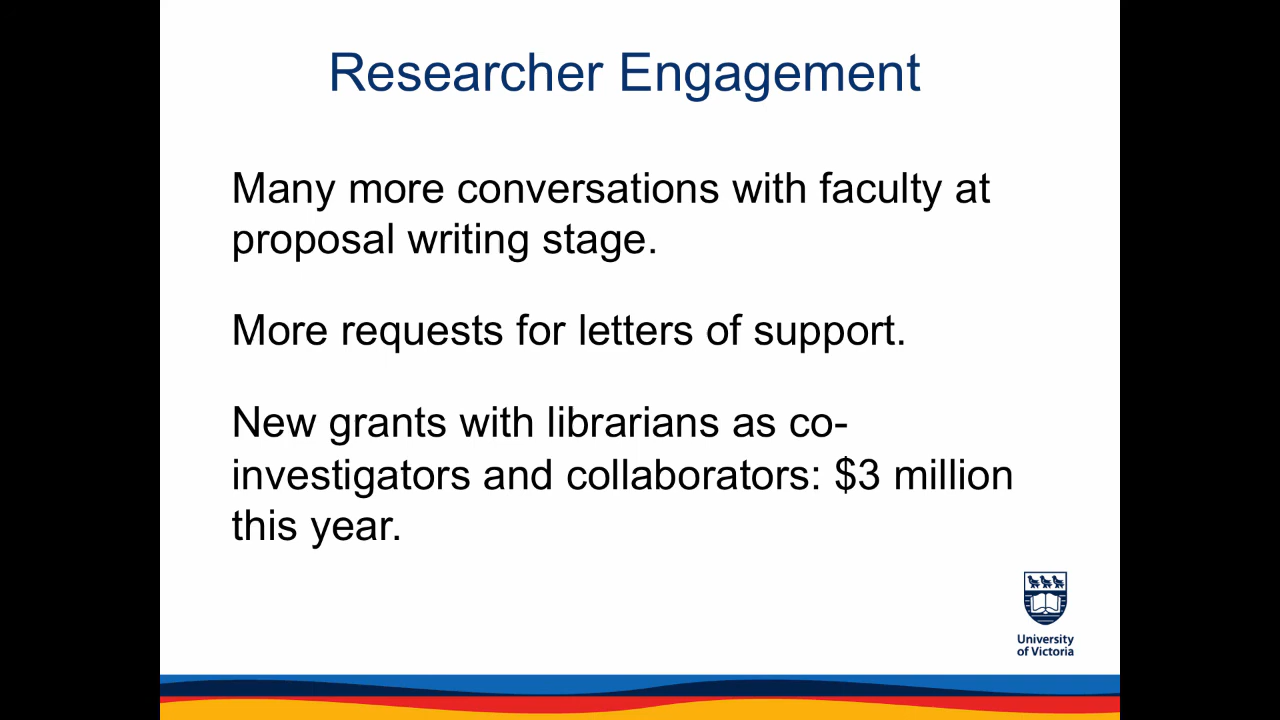 Researcher Engagement
Many more conversations with faculty at
proposal writing stage.
More requests for letters of support.
New grants with librarians as co-
investigators and collaborators: $3 million
this year.
University
of Victoria